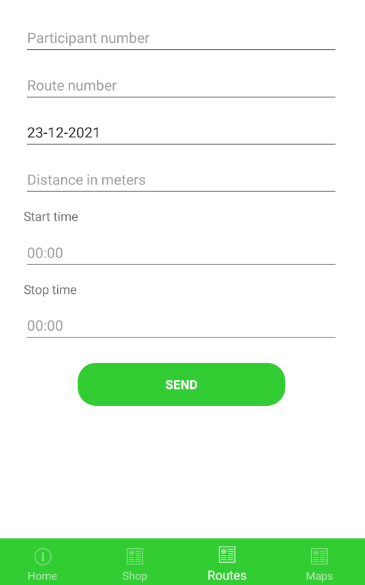 Participant number
Route number
23-12-2021
Distance in meters
Start time
00:00
Stop time
00:00
SEND
Home Shop Routes Maps